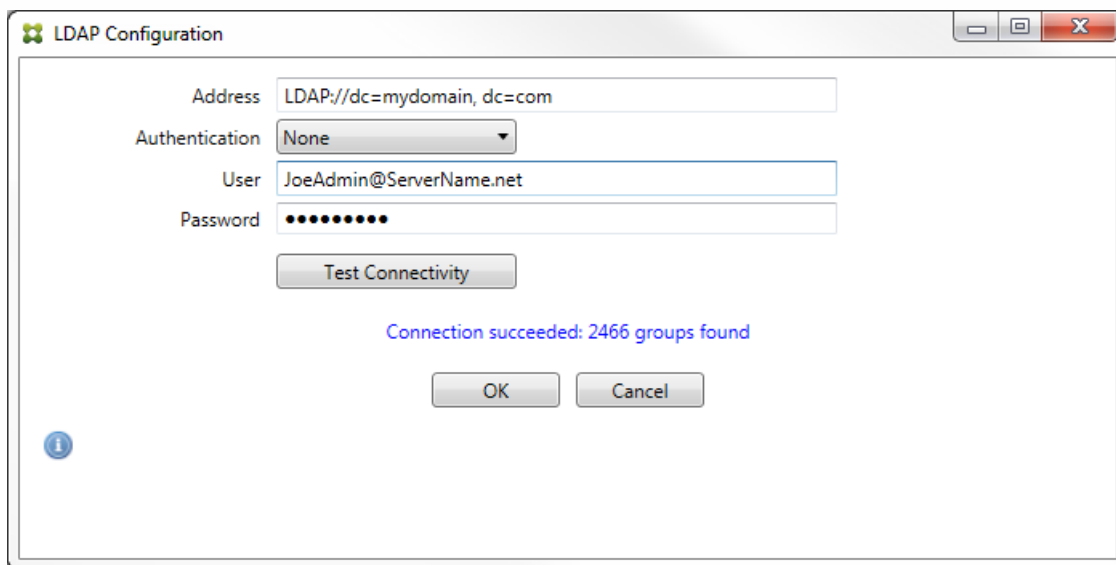 LDAP Configuration
Address LDAP://dc=mydomain, dc=com
Authentication None
User JoeAdmin@ServerName.net
Password •••••••••
Test Connectivity
Connection succeeded: 2466 groups found
OK Cancel